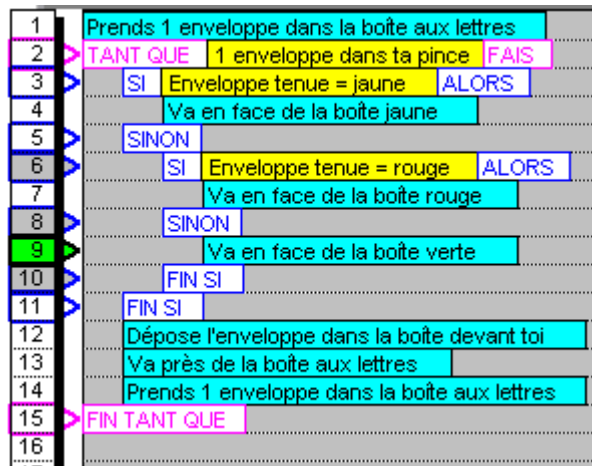 1 Prends 1 enveloppe dans la boîte aux lettres
2 TANT QUE 1 enveloppe dans ta pince FAIS
3 SI Enveloppe tenue = jaune ALORS
4 Va en face de la boîte jaune
5 SINON
6 SI Enveloppe tenue = rouge ALORS
7 Va en face de la boîte rouge
8 SINON
9 Va en face de la boîte verte
10 FIN SI
11 FIN SI
12 Dépose l'enveloppe dans la boîte devant toi
13 Va près de la boîte aux lettres
14 Prends 1 enveloppe dans la boîte aux lettres
15 FIN TANT QUE
16